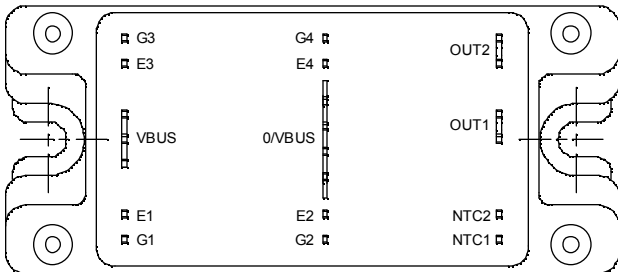 G3 G4 OUT2
E3 E4
VBUS 0/VBUS OUT1
E1 E2 NTC2
G1 G2 NTC1